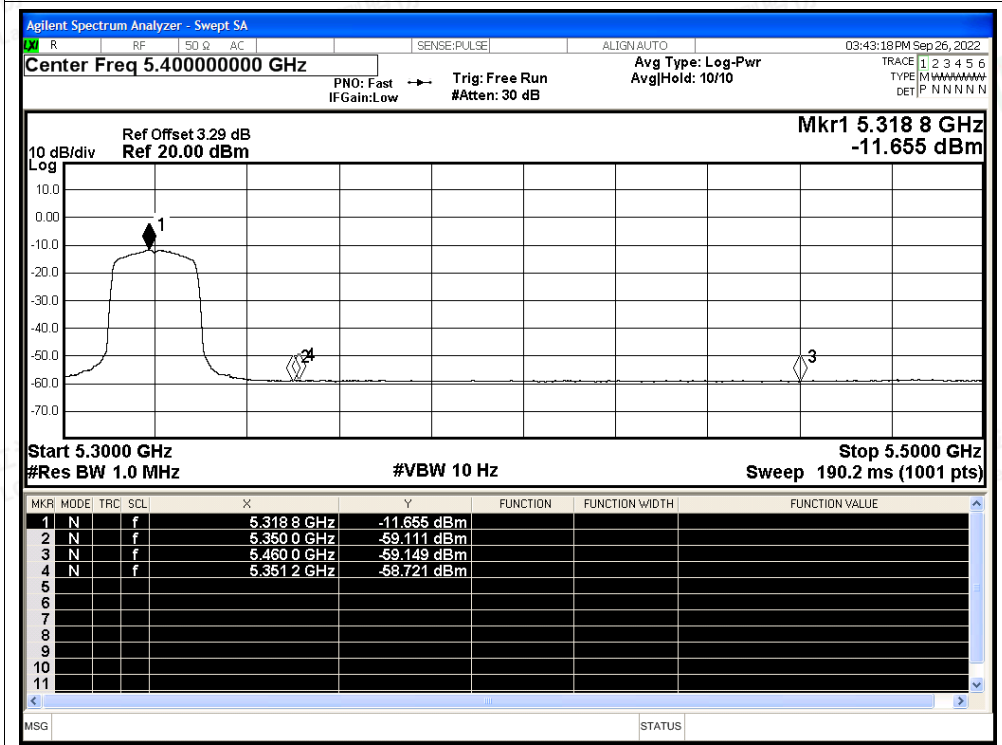 Agilent Spectrum Analyzer - Swept SA
LXI R RF 50 Ω AC SENSE:PULSE ALIGN AUTO 03:43:18 PM Sep 26, 2022
Center Freq 5.400000000 GHz
PNO: Fast
IFGain:Low
Trig: Free Run
#Atten: 30 dB
Avg Type: Log-Pwr
Avg|Hold: 10/10
TRACE 1 2 3 4 5 6
TYPE M WWWWW
DET P N N N N N
Mkr1 5.318 8 GHz
-11.655 dBm
Ref Offset 3.29 dB
10 dB/div Ref 20.00 dBm
Log
10.0
0.00
1
-10.0
-20.0
-30.0
-40.0
-50.0
2 4 3
-60.0
-70.0
Start 5.3000 GHz Stop 5.5000 GHz
#Res BW 1.0 MHz #VBW 10 Hz Sweep 190.2 ms (1001 pts)
MKR MODE TRC SCL X Y FUNCTION FUNCTION WIDTH FUNCTION VALUE
1 N f 5.318 8 GHz -11.655 dBm
2 N f 5.350 0 GHz -59.111 dBm
3 N f 5.460 0 GHz -59.149 dBm
4 N f 5.351 2 GHz -58.721 dBm
5
6
7
8
9
10
11
MSG STATUS